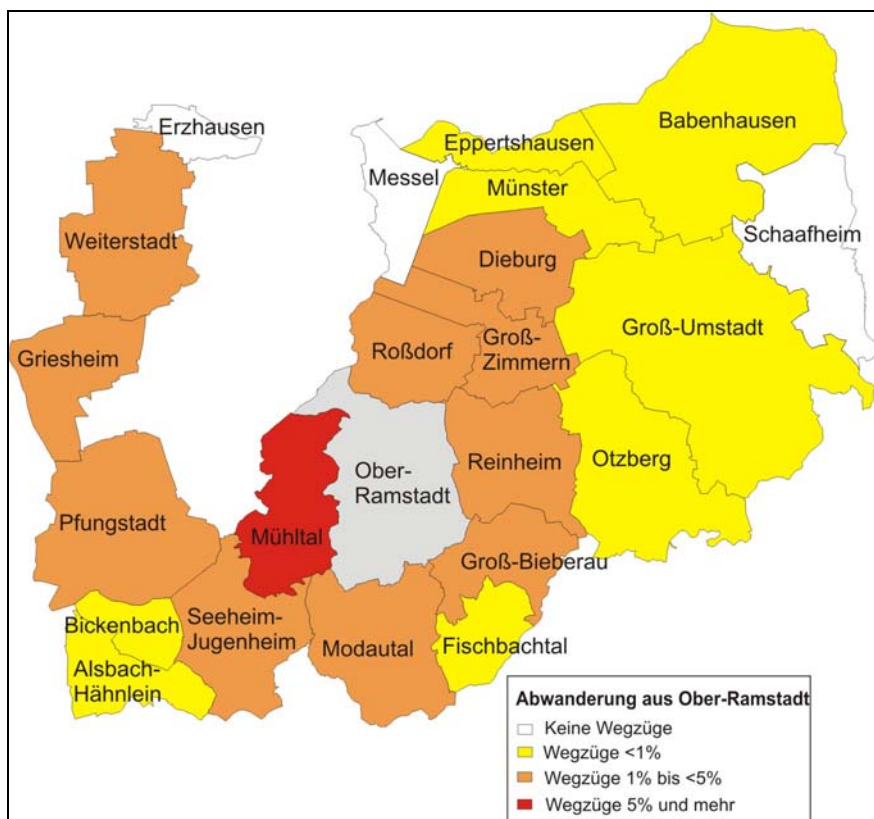 Erzhausen
Babenhausen
Eppertshausen
Messel
Münster
Schaafheim
Weiterstadt
Dieburg
Groß-Umstadt
Griesheim
Roßdorf
Groß-
Zimmern
Ober-
Ramstadt
Reinheim
Otzberg
Pfungstadt
Mühltal
Groß-Bieberau
Bickenbach
Seeheim-
Jugenheim
Modautal
Fischbachtal
Alsbach-
Hähnlein
Abwanderung aus Ober-Ramstadt
Keine Wegzüge
Wegzüge <1%
Wegzüge 1% bis <5%
Wegzüge 5% und mehr